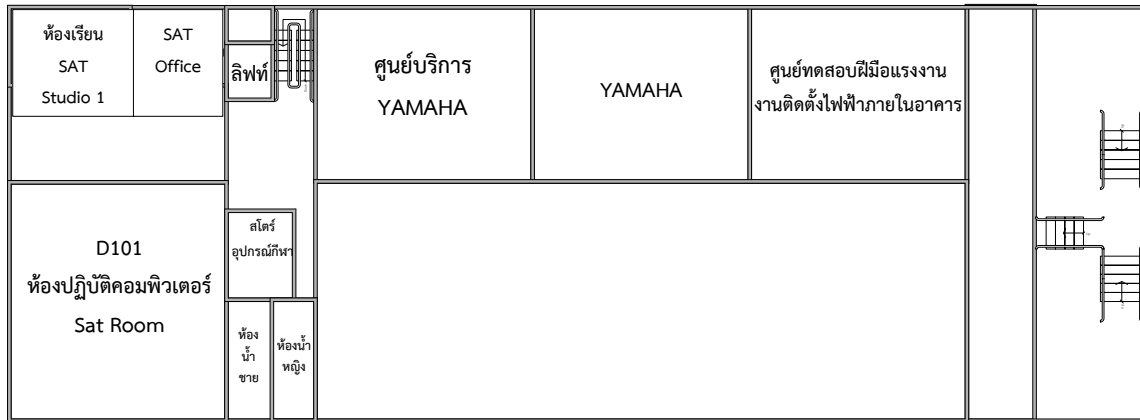 ห้องเรียน
SAT
Studio 1
SAT
Office
ลิฟท์
ศูนย์บริการ
YAMAHA
YAMAHA
ศูนย์ทดสอบฝีมือแรงงาน
งานติดตั้งไฟฟ้าภายในอาคาร
D101
ห้องปฏิบัติคอมพิวเตอร์
Sat Room
สโตร์
อุปกรณ์กีฬา
ห้อง
น้ำ
ชาย
ห้องน้ำ
หญิง